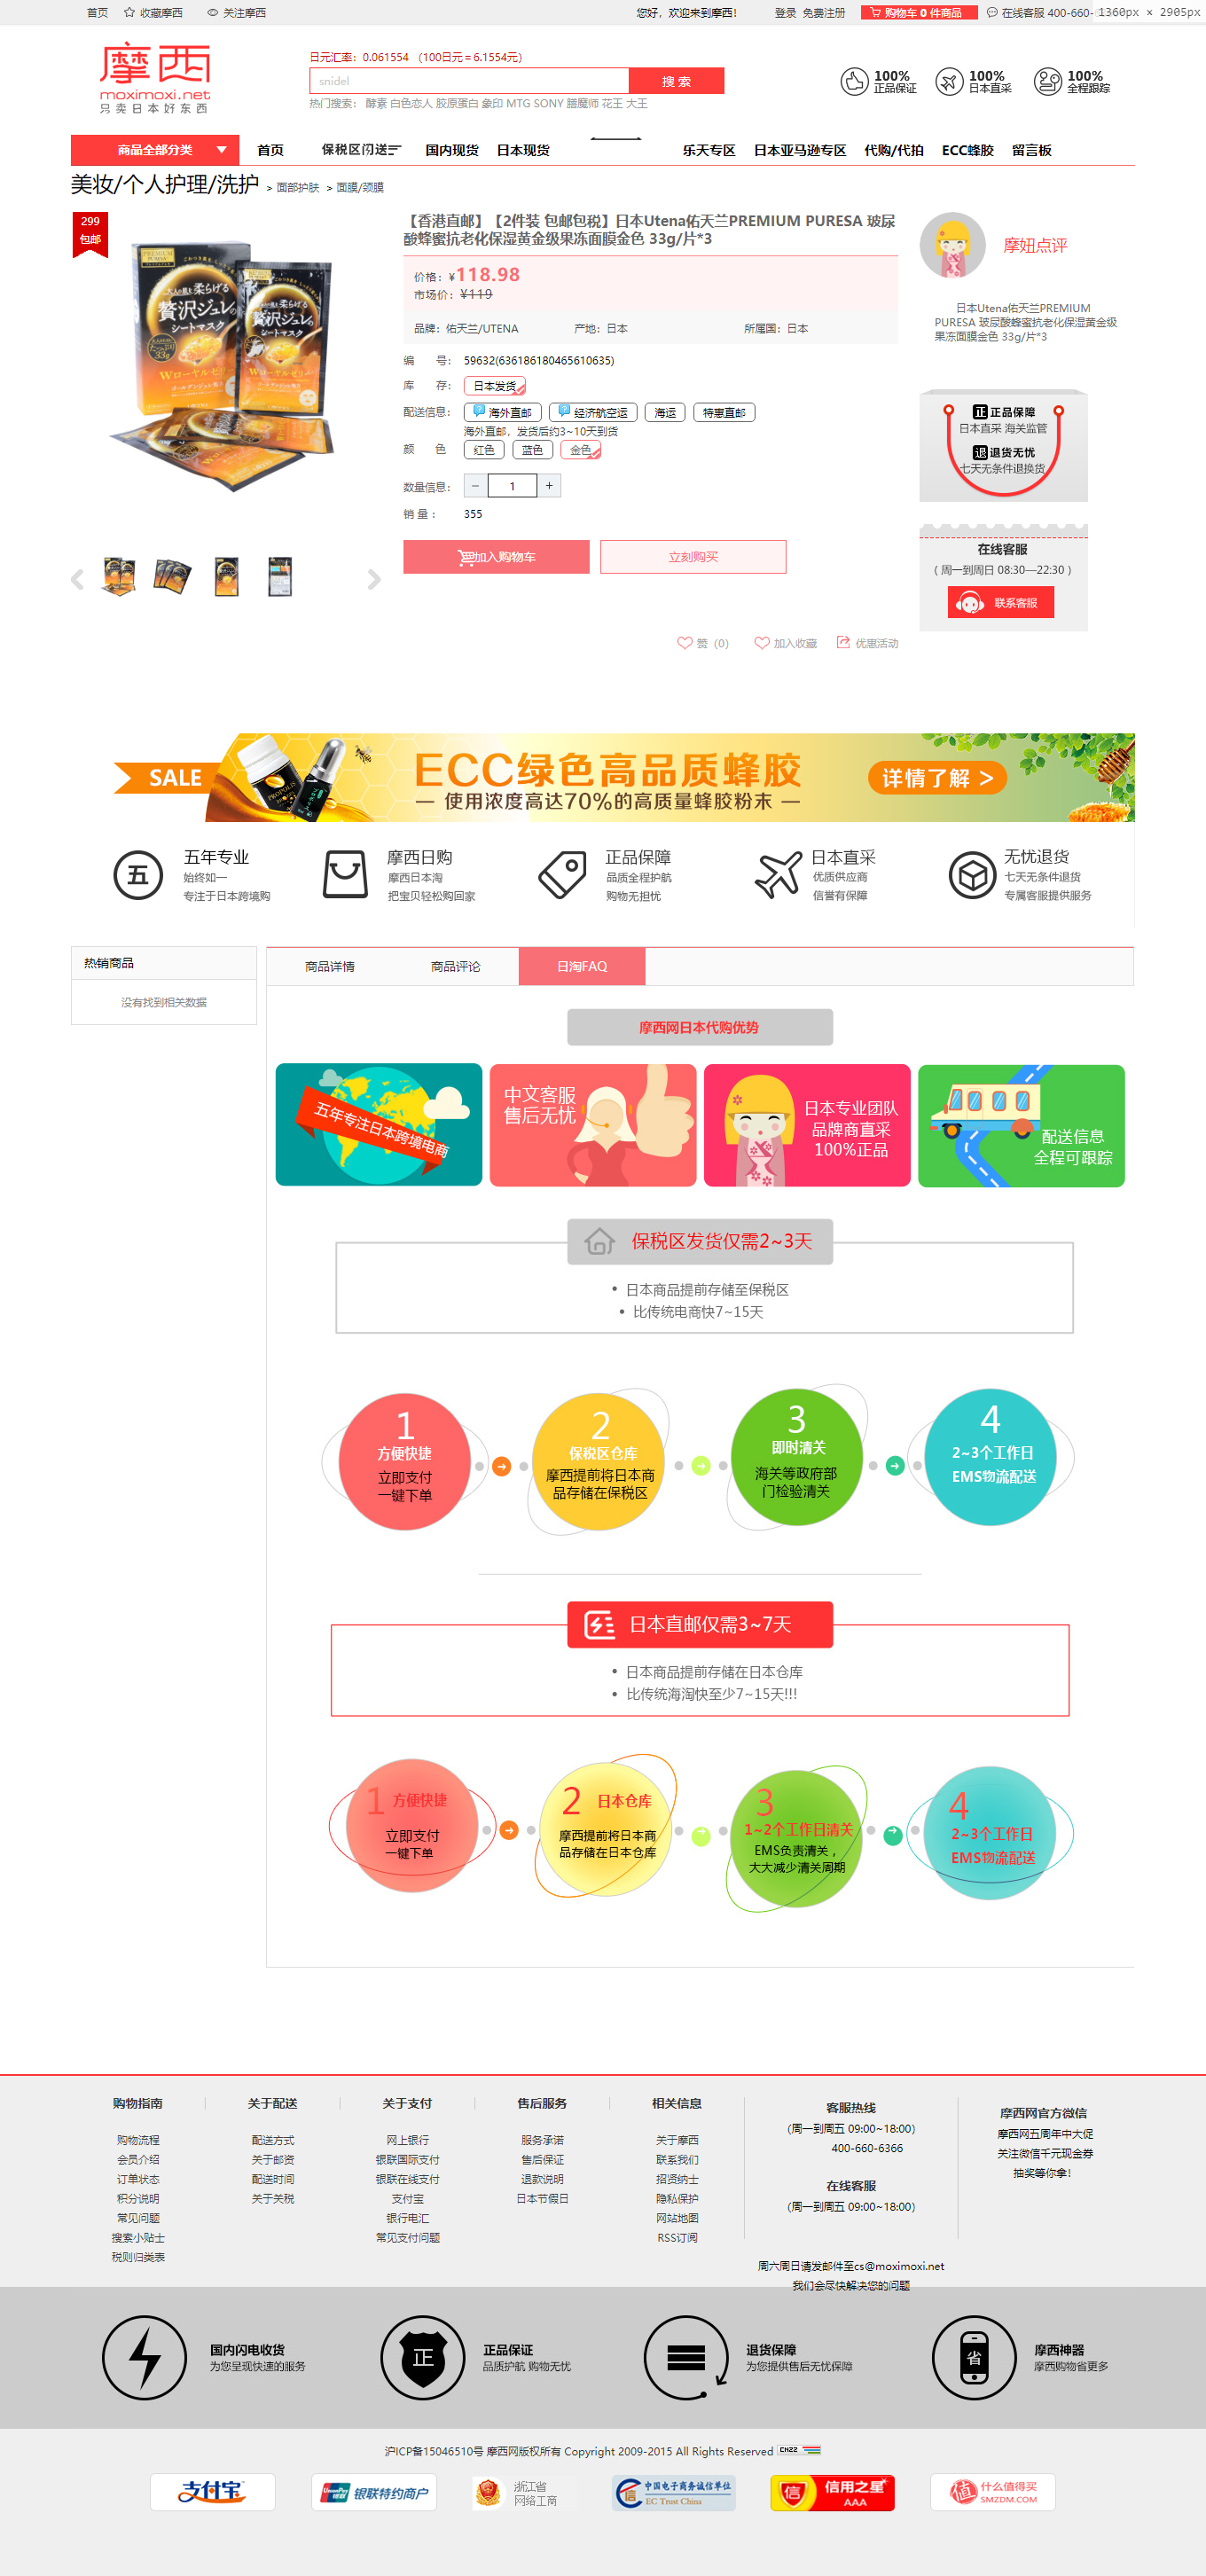 首页 收藏摩西 关注摩西 您好，欢迎来到摩西！ 登录 免费注册 购物车 0 件商品 在线客服 400-660- 1360px × 2905px
摩西
moximoxi.net
只卖日本好东西
日元汇率：0.061554 （100日元=6.1554元）
snidel 搜 索
热门搜索： 酵素 白色恋人 胶原蛋白 象印 MTG SONY 膳魔师 花王 大王
100% 正品保证
100% 日本直采
100% 全程跟踪
商品全部分类 首页 保税区闪送 国内现货 日本现货 乐天专区 日本亚马逊专区 代购/代拍 ECC蜂胶 留言板
美妆/个人护理/洗护 > 面部护肤 > 面膜/颈膜
299
包邮
PREMIUM
PURESA
大人の肌を柔らげる
贅沢ジュレの
シートマスク
33g
Wローヤルゼリー
【香港直邮】【2件装 包邮包税】日本Utena佑天兰PREMIUM PURESA 玻尿
酸蜂蜜抗老化保湿黄金级果冻面膜金色 33g/片*3
价格：¥118.98
市场价：¥119
品牌：佑天兰/UTENA 产地：日本 所属国：日本
编 号： 59632(636186180465610635)
库 存： 日本发货
配送信息： 海外直邮 经济航空运 海运 特惠直邮
海外直邮，发货后约3~10天到货
颜 色 红色 蓝色 金色
数量信息： − 1 +
销 量 ： 355
加入购物车 立刻购买
赞（0） 加入收藏 优惠活动
摩妞点评
日本Utena佑天兰PREMIUM
PURESA 玻尿酸蜂蜜抗老化保湿黄金级
果冻面膜金色 33g/片*3
正 正品保障
日本直采 海关监管
退 退货无忧
七天无条件退换货
在线客服
（ 周一到周日 08:30—22:30 ）
联系客服
SALE
PROPOLIS
ECC绿色高品质蜂胶
— 使用浓度高达70%的高质量蜂胶粉末 —
详情了解 >
五
五年专业
始终如一
专注于日本跨境购
摩西日购
摩西日本淘
把宝贝轻松购回家
正品保障
品质全程护航
购物无担忧
日本直采
优质供应商
信誉有保障
无忧退货
七天无条件退货
专属客服提供服务
热销商品
没有找到相关数据
商品详情 商品评论 日淘FAQ
摩西网日本代购优势
五年专注日本跨境电商
中文客服
售后无忧
日本专业团队
品牌商直采
100%正品
配送信息
全程可跟踪
保税区发货仅需2~3天
• 日本商品提前存储至保税区
• 比传统电商快7~15天
1
方便快捷
立即支付
一键下单
2
保税区仓库
摩西提前将日本商
品存储在保税区
3
即时清关
海关等政府部
门检验清关
4
2~3个工作日
EMS物流配送
日本直邮仅需3~7天
• 日本商品提前存储在日本仓库
• 比传统海淘快至少7~15天!!!
1 方便快捷
立即支付
一键下单
2 日本仓库
摩西提前将日本商
品存储在日本仓库
3
1~2个工作日清关
EMS负责清关，
大大减少清关周期
4
2~3个工作日
EMS物流配送
购物指南
购物流程
会员介绍
订单状态
积分说明
常见问题
搜索小贴士
税则归类表
关于配送
配送方式
关于邮资
配送时间
关于关税
关于支付
网上银行
银联国际支付
银联在线支付
支付宝
银行电汇
常见支付问题
售后服务
服务承诺
售后保证
退款说明
日本节假日
相关信息
关于摩西
联系我们
招贤纳士
隐私保护
网站地图
RSS订阅
客服热线
（周一到周五 09:00~18:00）
400-660-6366
在线客服
（周一到周五 09:00~18:00）
周六周日请发邮件至cs@moximoxi.net
我们会尽快解决您的问题
摩西网官方微信
摩西网五周年中大促
关注微信千元现金券
抽奖等你拿！
国内闪电收货
为您呈现快速的服务
正
正品保证
品质护航 购物无忧
退货保障
为您提供售后无忧保障
省
摩西神器
摩西购物省更多
沪ICP备15046510号 摩西网版权所有 Copyright 2009-2015 All Rights Reserved CNZZ
支付宝
UnionPay 银联 银联特约商户
浙江省
网络工商
中国电子商务诚信单位
EC Trust China
信 信用之星
AAA
值 什么值得买
SMZDM.COM